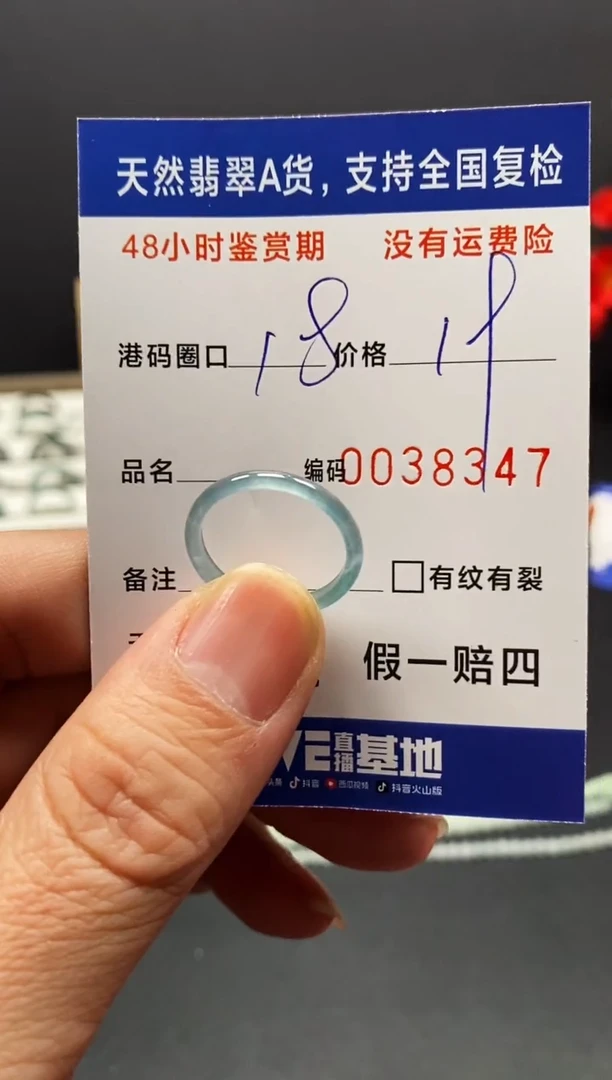 天然翡翠A货，支持全国复检
48小时鉴赏期 没有运费险
港码圈口 18 价格 19
品名 编码 0038347
备注 □有纹有裂
假一赔四
VE直播基地
抖音 西瓜视频 抖音火山版